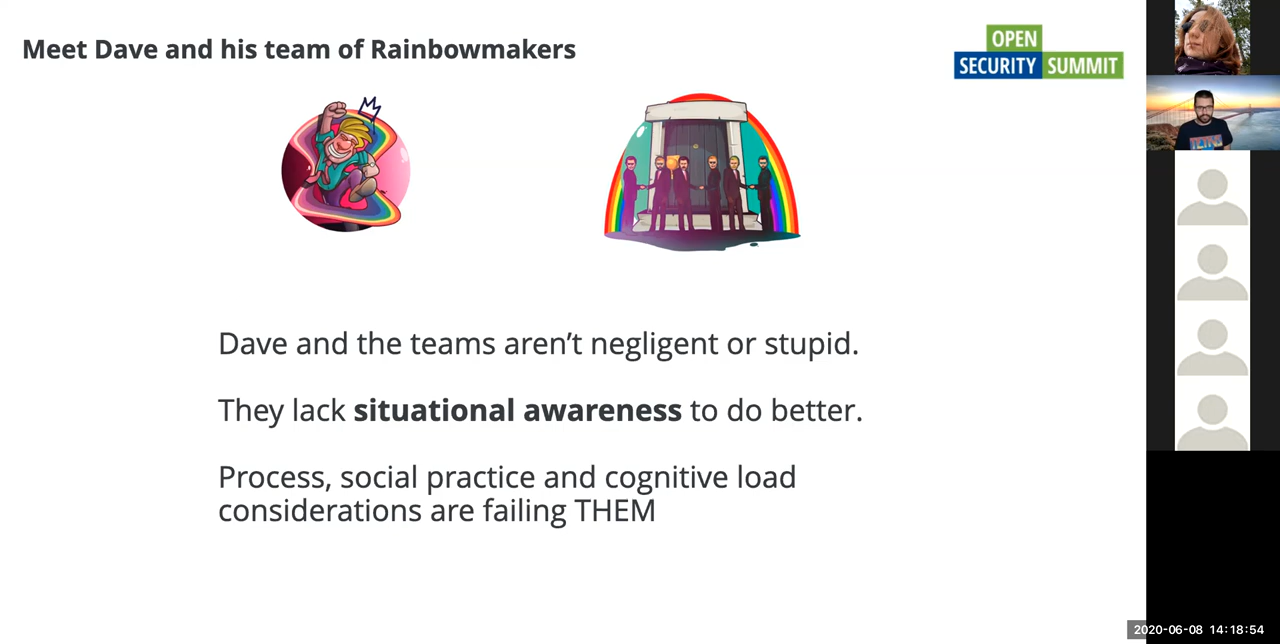 Meet Dave and his team of Rainbowmakers
OPEN
SECURITY SUMMIT
Dave and the teams aren’t negligent or stupid.
They lack situational awareness to do better.
Process, social practice and cognitive load
considerations are failing THEM
2020-06-08 14:18:54